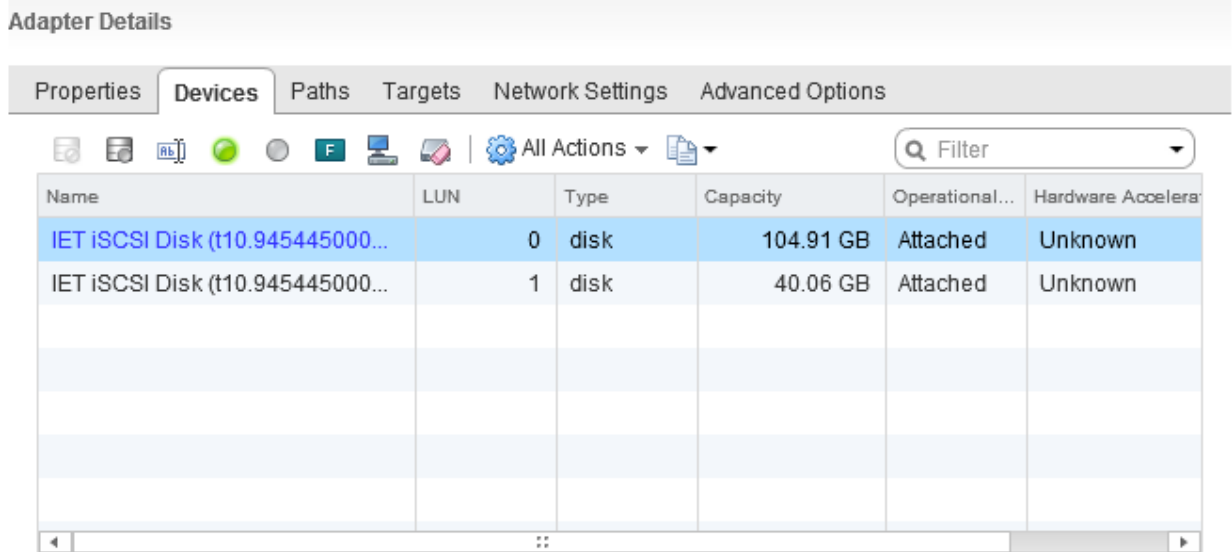 Adapter Details
Properties Devices Paths Targets Network Settings Advanced Options
Ab F All Actions Filter
Name LUN Type Capacity Operational... Hardware Accelera
IET iSCSI Disk (t10.945445000... 0 disk 104.91 GB Attached Unknown
IET iSCSI Disk (t10.945445000... 1 disk 40.06 GB Attached Unknown